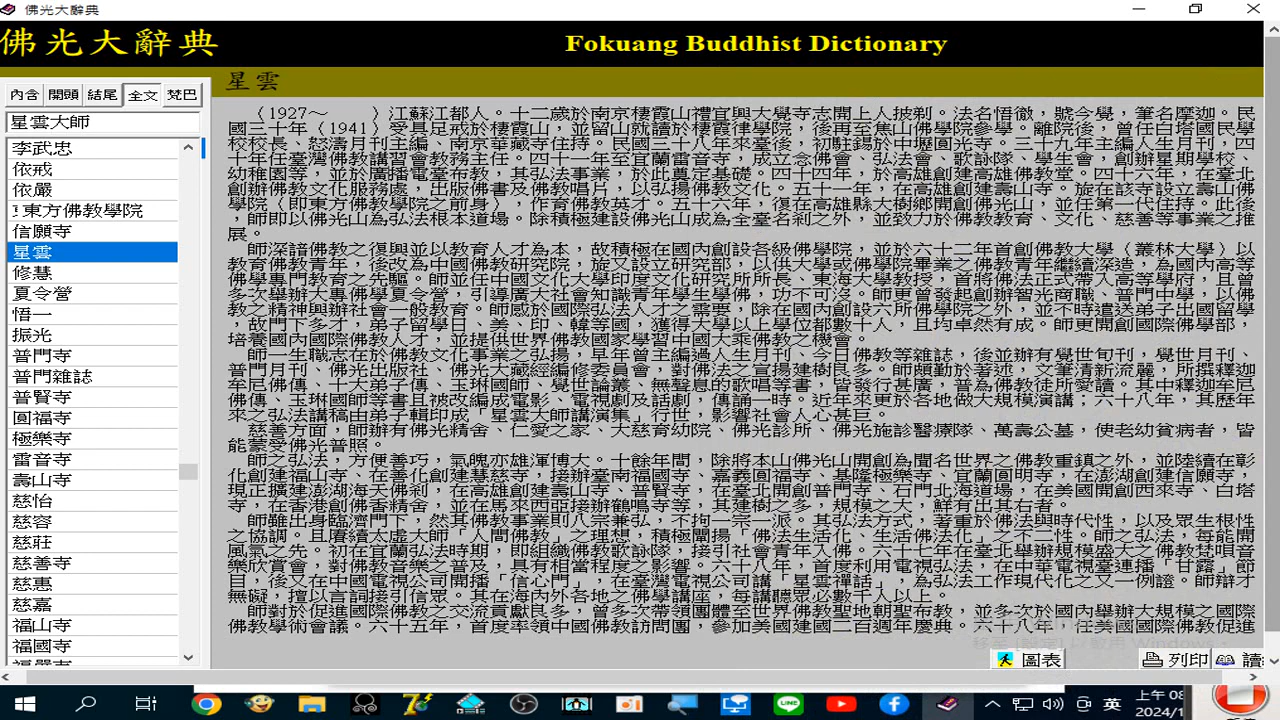 佛光大辭典
佛光大辭典
Fokuang Buddhist Dictionary
星雲
內含 開頭 結尾 全文 梵巴
星雲大師
李武忠
依戒
依嚴
東方佛教學院
信願寺
星雲
修慧
夏令營
悟一
振光
普門寺
普門雜誌
普賢寺
圓福寺
極樂寺
雷音寺
壽山寺
慈怡
慈容
慈莊
慈善寺
慈惠
慈嘉
福山寺
福國寺
（1927～　　）江蘇江都人。十二歲於南京棲霞山禮宜興大覺寺志開上人披剃。法名悟徹，號今覺，筆名摩迦。民
國三十年（1941）受具足戒於棲霞山，並留山就讀於棲霞律學院，後再至焦山佛學院參學。離院後，曾任白塔國民學
校校長、怒濤月刊主編、南京華藏寺住持。民國三十八年來臺後，初駐錫於中壢圓光寺。三十九年主編人生月刊，四
十年任臺灣佛教講習會教務主任。四十一年至宜蘭雷音寺，成立念佛會、弘法會、歌詠隊、學生會，創辦星期學校、
幼稚園等，並於廣播電臺布教，其弘法事業，於此奠定基礎。四十四年，於高雄創建高雄佛教堂。四十六年，在臺北
創辦佛教文化服務處，出版佛書及佛教唱片，以弘揚佛教文化。五十一年，在高雄創建壽山寺。旋在該寺設立壽山佛
學院（即東方佛教學院之前身），作育佛教英才。五十六年，復在高雄縣大樹鄉開創佛光山，並任第一代住持。此後
，師即以佛光山為弘法根本道場。除積極建設佛光山成為全臺名剎之外，並致力於佛教教育、文化、慈善等事業之推
展。
師深諳佛教之復興並以教育人才為本，故積極在國內創設各級佛學院，並於六十二年首創佛教大學（叢林大學）以
教育佛教青年，後改為中國佛教研究院，旋又設立研究部，以供大學或佛學院畢業之佛教青年繼續深造，為國內高等
佛學專門教育之先驅。師並任中國文化大學印度文化研究所所長、東海大學教授，首將佛法正式帶入高等學府，且曾
多次舉辦大專佛學夏令營，引導廣大社會知識青年學生學佛，功不可沒。師更曾發起創辦智光商職、普門中學，以佛
教之精神興辦社會一般教育。師感於國際弘法人才之需要，除在國內創設六所佛學院之外，並不時遣送弟子出國留學
，故門下多才，弟子留學日、美、印、韓等國，獲得大學以上學位都數十人，且均卓然有成。師更開創國際佛學部，
培養國內國際佛教人才，並提供世界佛教國家學習中國大乘佛教之機會。
師一生職志在於佛教文化事業之弘揚，早年曾主編過人生月刊、今日佛教等雜誌，後並辦有覺世旬刊，覺世月刊、
普門月刊、佛光出版社、佛光大藏經編修委員會，對佛法之宣揚建樹良多。師頗勤於著述，文筆清新流麗，所撰釋迦
牟尼佛傳、十大弟子傳、玉琳國師、覺世論叢、無聲息的歌唱等書，皆發行甚廣，普為佛教徒所愛讀。其中釋迦牟尼
佛傳、玉琳國師等書且被改編成電影、電視劇及話劇，傳誦一時。近年來更於各地做大規模演講；六十八年，其歷年
來之弘法講稿由弟子輯印成「星雲大師講演集」行世，影響社會人心甚巨。
慈善方面，師辦有佛光精舍、仁愛之家、大慈育幼院、佛光診所、佛光施診醫療隊、萬壽公墓，使老幼貧病者，皆
能蒙受佛光普照。
師之弘法，方便善巧，氣魄亦雄渾博大。十餘年間，除將本山佛光山開創為聞名世界之佛教重鎮之外，並陸續在彰
化創建福山寺、在善化創建慧慈寺，接辦臺南福國寺、嘉義圓福寺、基隆極樂寺、宜蘭圓明寺，在澎湖創建信願寺，
現正擴建澎湖海天佛剎，在高雄創建壽山寺、普賢寺，在臺北開創普門寺、石門北海道場，在美國開創西來寺、白塔
寺，在香港創佛香精舍，並在馬來西亞接辦鶴鳴寺等，其建樹之多，規模之大，鮮有出其右者。
師雖出身臨濟門下，然其佛教事業則八宗兼弘，不拘一宗一派。其弘法方式，著重於佛法與時代性，以及眾生根性
之協調。且賡續太虛大師「人間佛教」之理想，積極闡揚「佛法生活化、生活佛法化」之不二性。師之弘法，每能開
風氣之先。初在宜蘭弘法時期，即組織佛教歌詠隊，接引社會青年入佛。六十七年在臺北舉辦規模盛大之佛教梵唄音
樂欣賞會，對佛教音樂之普及，具有相當程度之影響。六十八年，首度利用電視弘法，在中華電視臺連播「甘露」節
目，後又在中國電視公司開播「信心門」，在臺灣電視公司講「星雲禪話」，為弘法工作現代化之又一例證。師辯才
無礙，擅以言詞接引信眾。其在海內外各地之佛學講座，每講聽眾必數千人以上。
師對於促進國際佛教之交流貢獻良多，曾多次帶領團體至世界佛教聖地朝聖布教，並多次於國內舉辦大規模之國際
佛教學術會議。六十五年，首度率領中國佛教訪問團，參加美國建國二百週年慶典。六十八年，任美國國際佛教促進
圖表 列印 讀
英
上午 08
2024/1